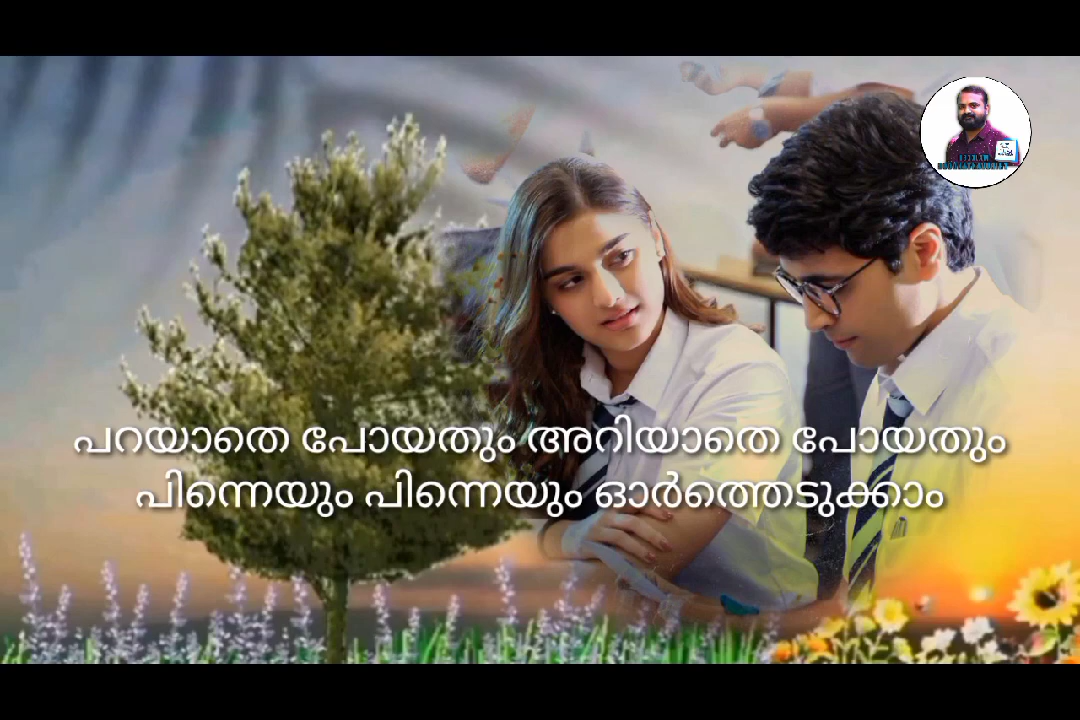 പറയാതെ പോയതും അറിയാതെ പോയതും
പിന്നെയും പിന്നെയും ഓർത്തെടുക്കാം